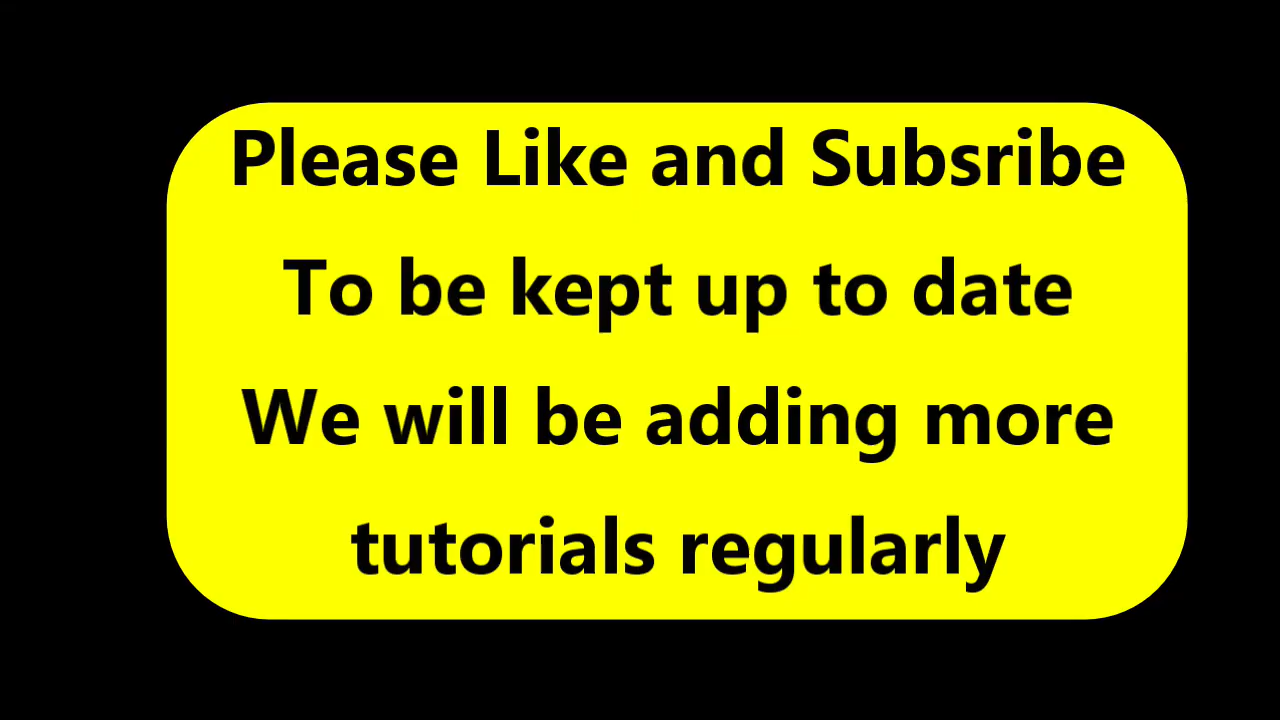 Please Like and Subsribe
To be kept up to date
We will be adding more
tutorials regularly